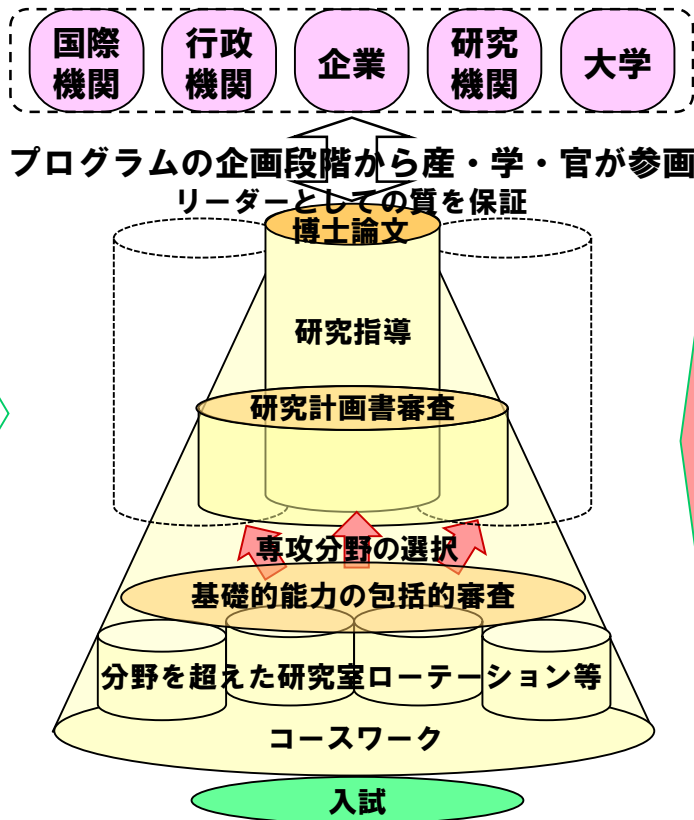 国際
機関
行政
機関
企業
研究
機関
大学
プログラムの企画段階から産・学・官が参画
リーダーとしての質を保証
博士論文
研究指導
研究計画書審査
専攻分野の選択
基礎的能力の包括的審査
分野を超えた研究室ローテーション等
コースワーク
入試